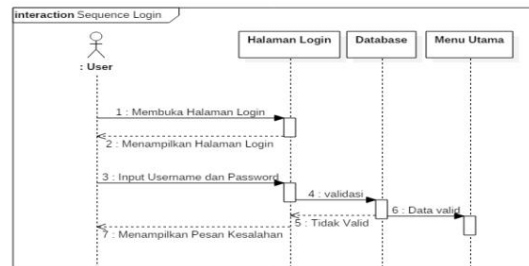 interaction Sequence Login
: User
Halaman Login
Database
Menu Utama
1 : Membuka Halaman Login
2 : Menampilkan Halaman Login
3 : Input Username dan Password
4 : validasi
6 : Data valid
5 : Tidak Valid
7 : Menampilkan Pesan Kesalahan